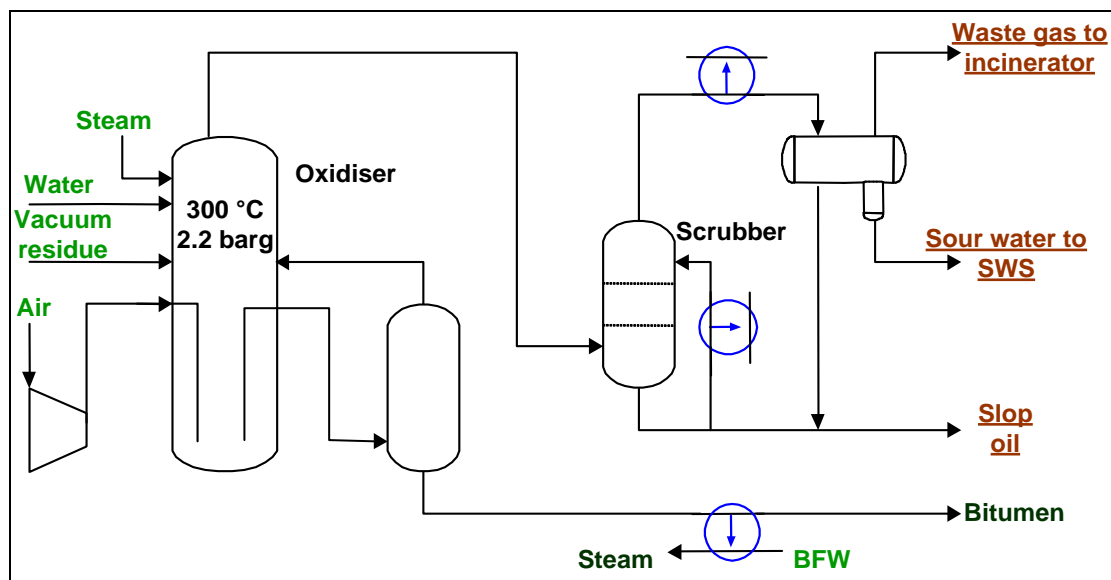 Waste gas to
incinerator
Steam
Oxidiser
Water
300 °C
2.2 barg
Vacuum
residue
Scrubber
Sour water to
SWS
Air
Slop
oil
Bitumen
Steam
BFW